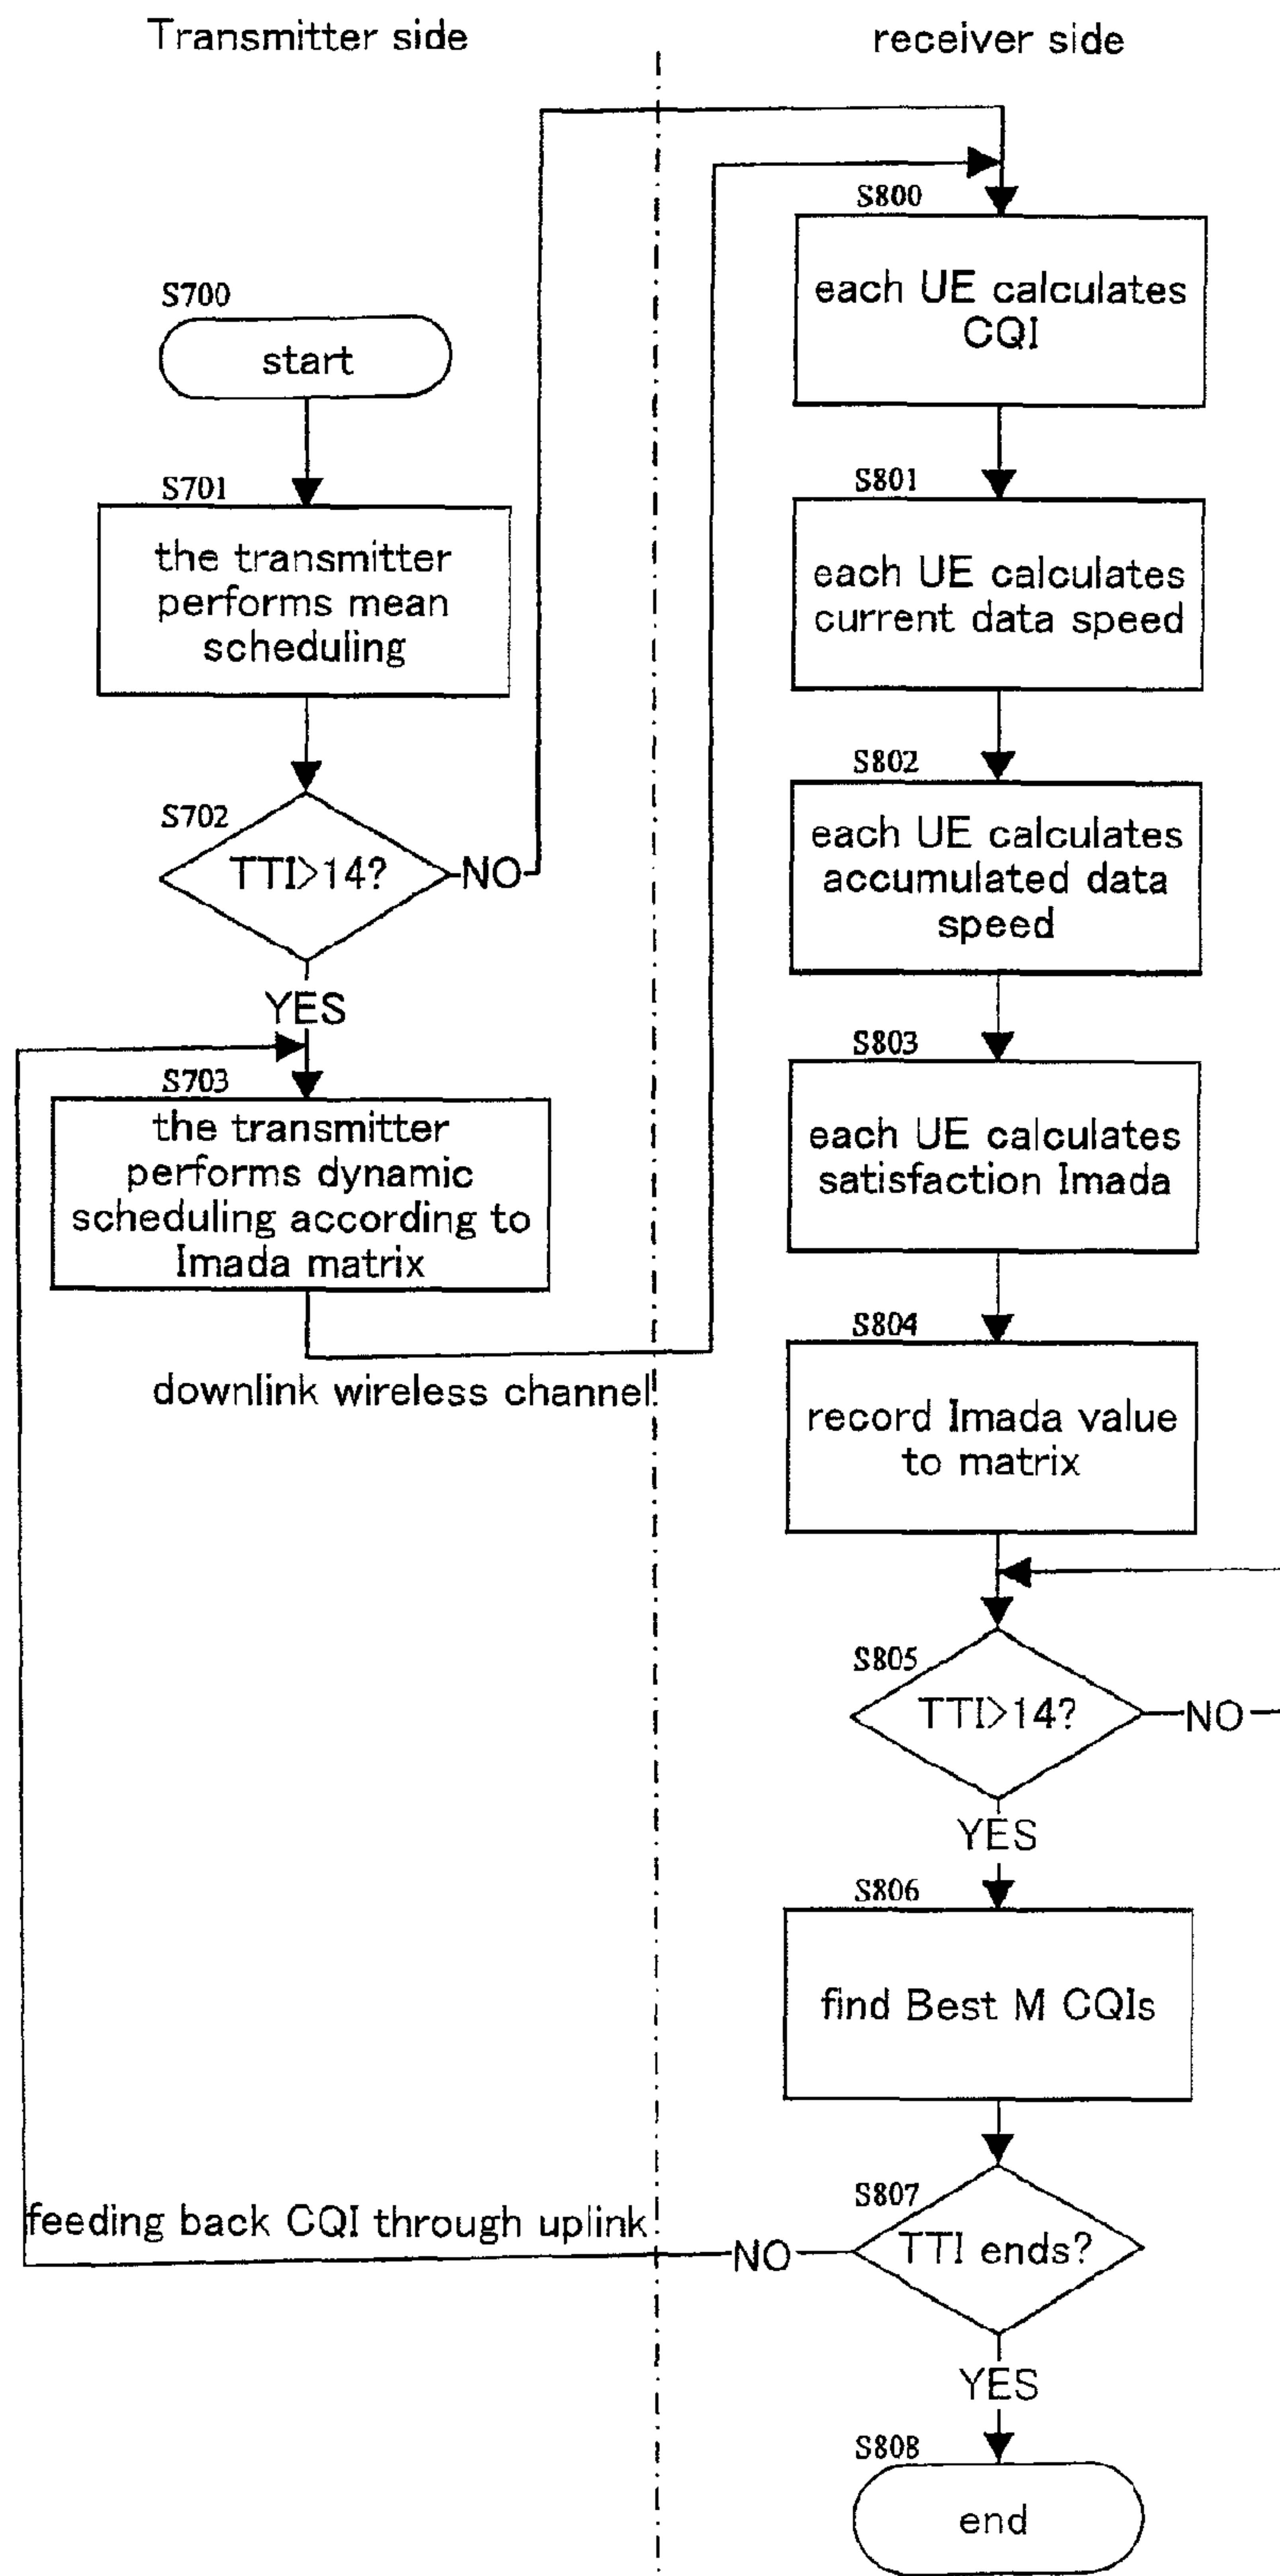 Transmitter side
receiver side
S700
start
S701
the transmitter
performs mean
scheduling
S702
TTI>14?
NO
YES
S703
the transmitter
performs dynamic
scheduling according to
Imada matrix
downlink wireless channel
S800
each UE calculates
CQI
S801
each UE calculates
current data speed
S802
each UE calculates
accumulated data
speed
S803
each UE calculates
satisfaction Imada
S804
record Imada value
to matrix
S805
TTI>14?
NO
YES
S806
find Best M CQIs
S807
TTI ends?
NO
feeding back CQI through uplink
YES
S808
end